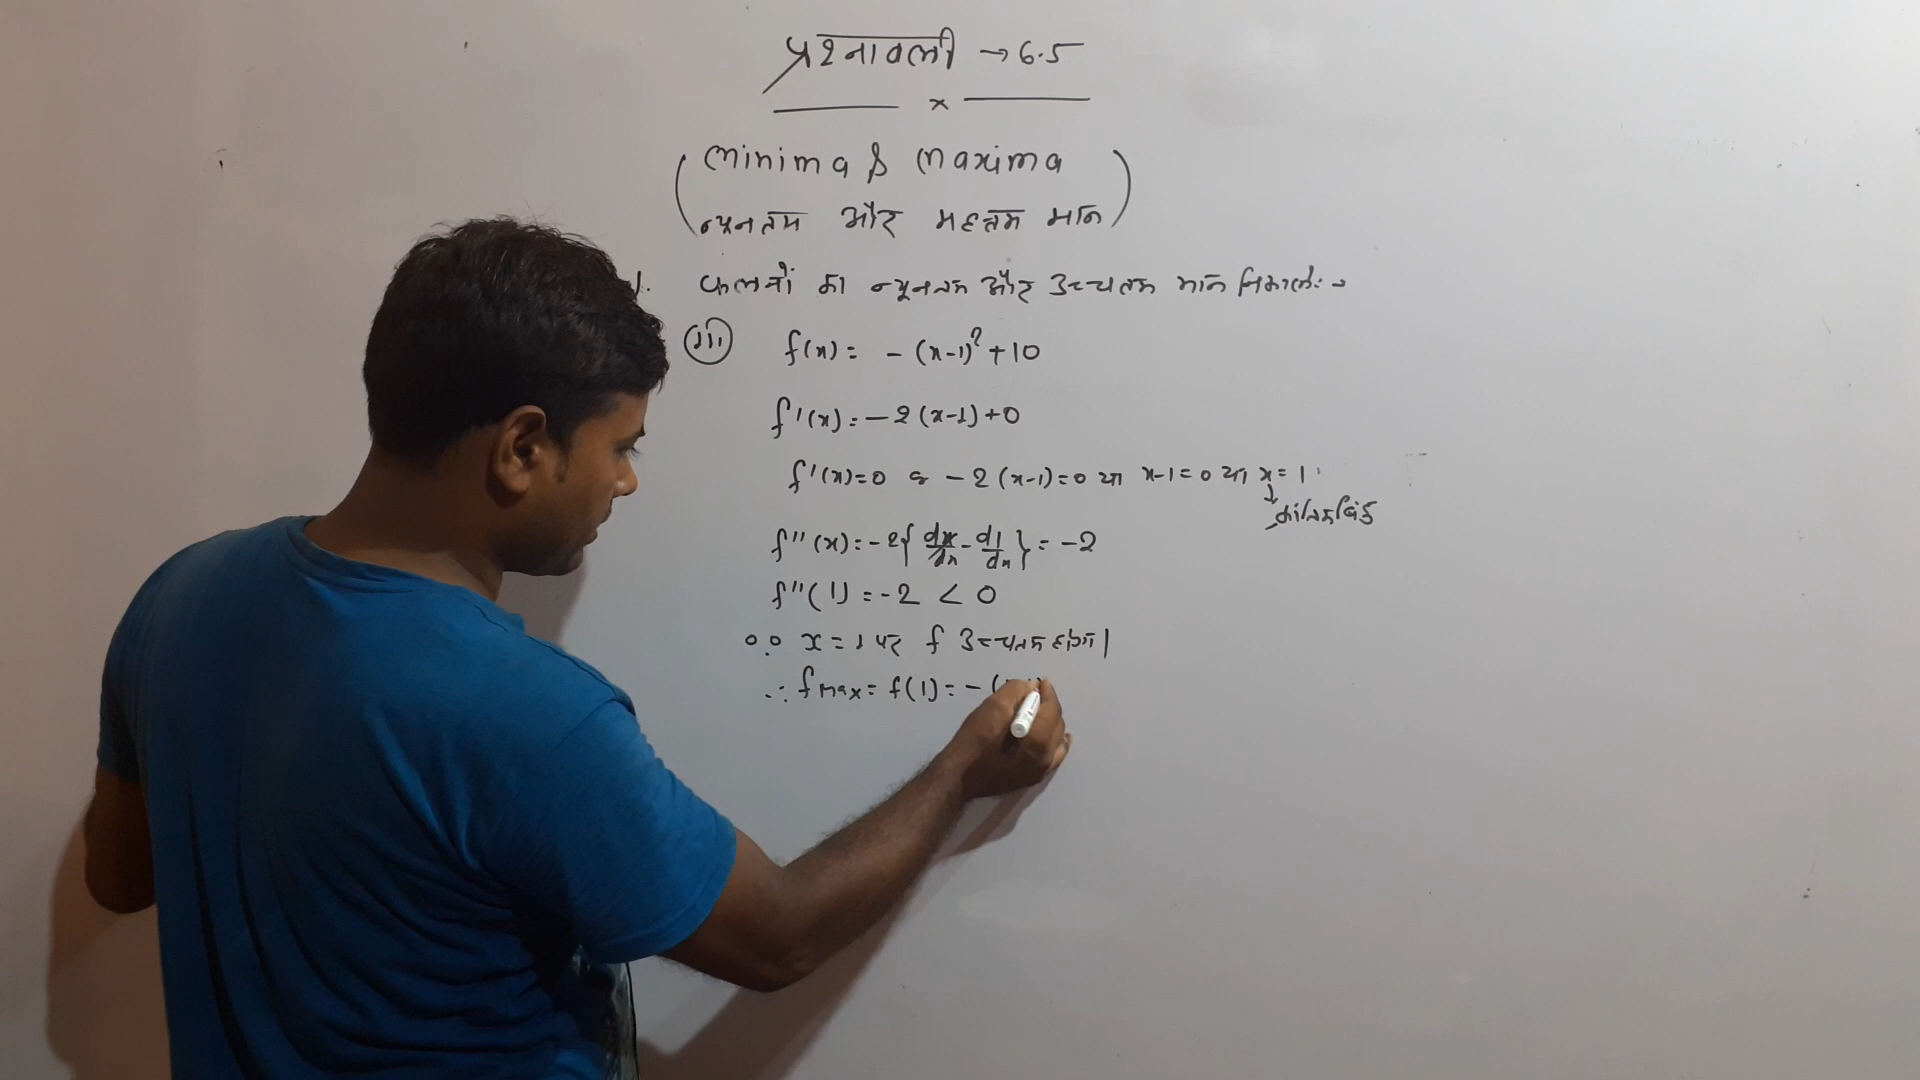 प्रश्नावली → 6.5
x
(minima & maxima
न्यूनतम और महत्तम मान)
1. फलनों का न्यूनतम और उच्चतम मान निकालें:→
(iii) f(x) = - (x-1)² + 10
f'(x) = - 2 (x-1) + 0
f'(x) = 0 ⇒ - 2 (x-1) = 0 या x-1 = 0 या x = 1
↓
क्रांतिक बिंदु
f''(x) = -2{ dx/dx - d1/dx } = -2
f''(1) = -2 < 0
∵ x = 1 पर f उच्चतम होगा।
∴ fmax = f(1) = - (